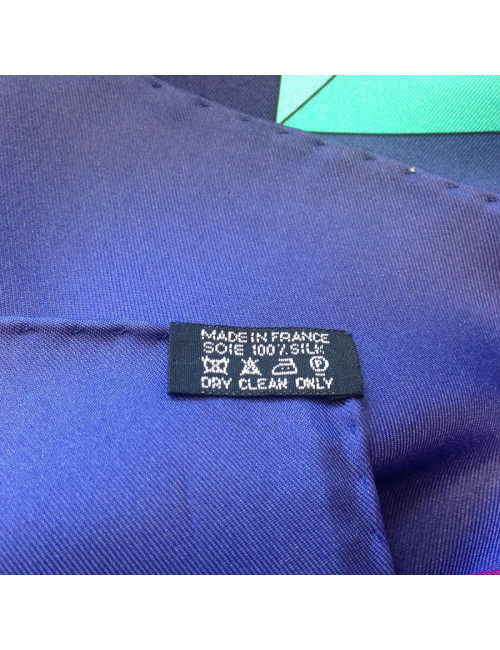 MADE IN FRANCE
SOIE 100% SILK
P
DRY CLEAN ONLY